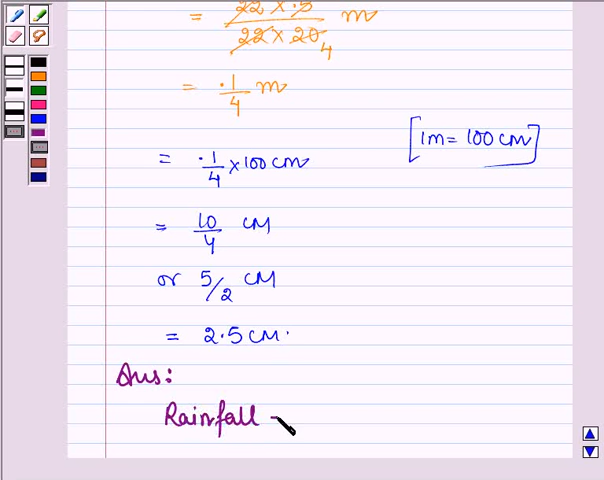 = 22 × .5 / 22 × 20 4 m
= .1/4 m
= .1/4 × 100 cm [1m = 100 cm]
= 10/4 cm
or 5/2 cm
= 2.5 cm.
Ans:
Rainfall